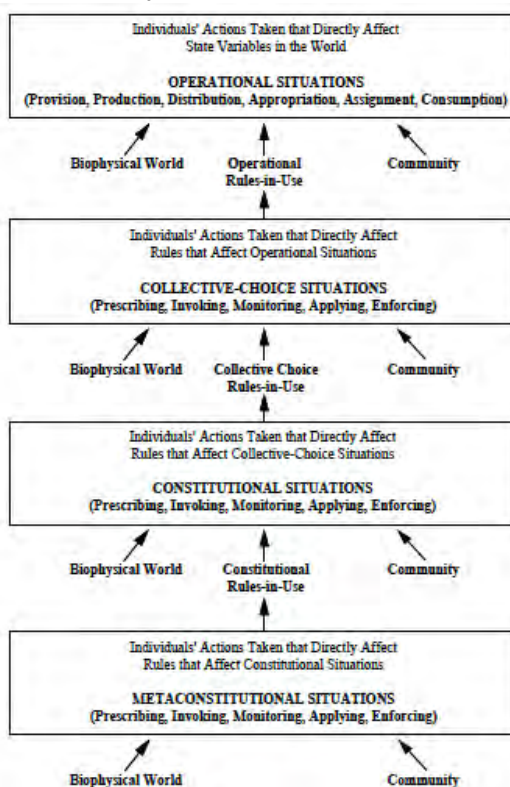 Individuals' Actions Taken that Directly Affect
State Variables in the World
OPERATIONAL SITUATIONS
(Provision, Production, Distribution, Appropriation, Assignment, Consumption)
Biophysical World
Operational
Rules-in-Use
Community
Individuals' Actions Taken that Directly Affect
Rules that Affect Operational Situations
COLLECTIVE-CHOICE SITUATIONS
(Prescribing, Invoking, Monitoring, Applying, Enforcing)
Biophysical World
Collective Choice
Rules-in-Use
Community
Individuals' Actions Taken that Directly Affect
Rules that Affect Collective-Choice Situations
CONSTITUTIONAL SITUATIONS
(Prescribing, Invoking, Monitoring, Applying, Enforcing)
Biophysical World
Constitutional
Rules-in-Use
Community
Individuals' Actions Taken that Directly Affect
Rules that Affect Constitutional Situations
METACONSTITUTIONAL SITUATIONS
(Prescribing, Invoking, Monitoring, Applying, Enforcing)
Biophysical World
Community